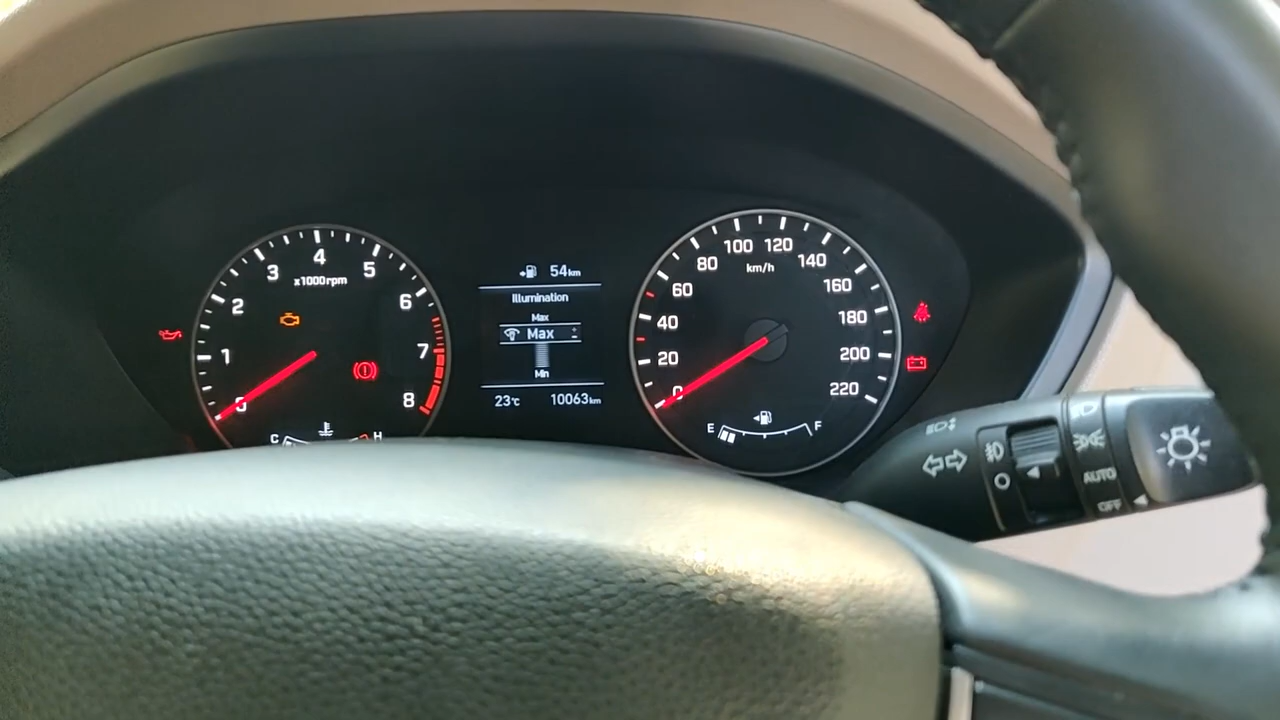 1
2
3
4
5
6
7
8
x1000rpm
0
C
H
54km
Illumination
Max
Max
Min
23°C
10063km
0
20
40
60
80
100
120
140
160
180
200
220
km/h
E
F
AUTO
OFF